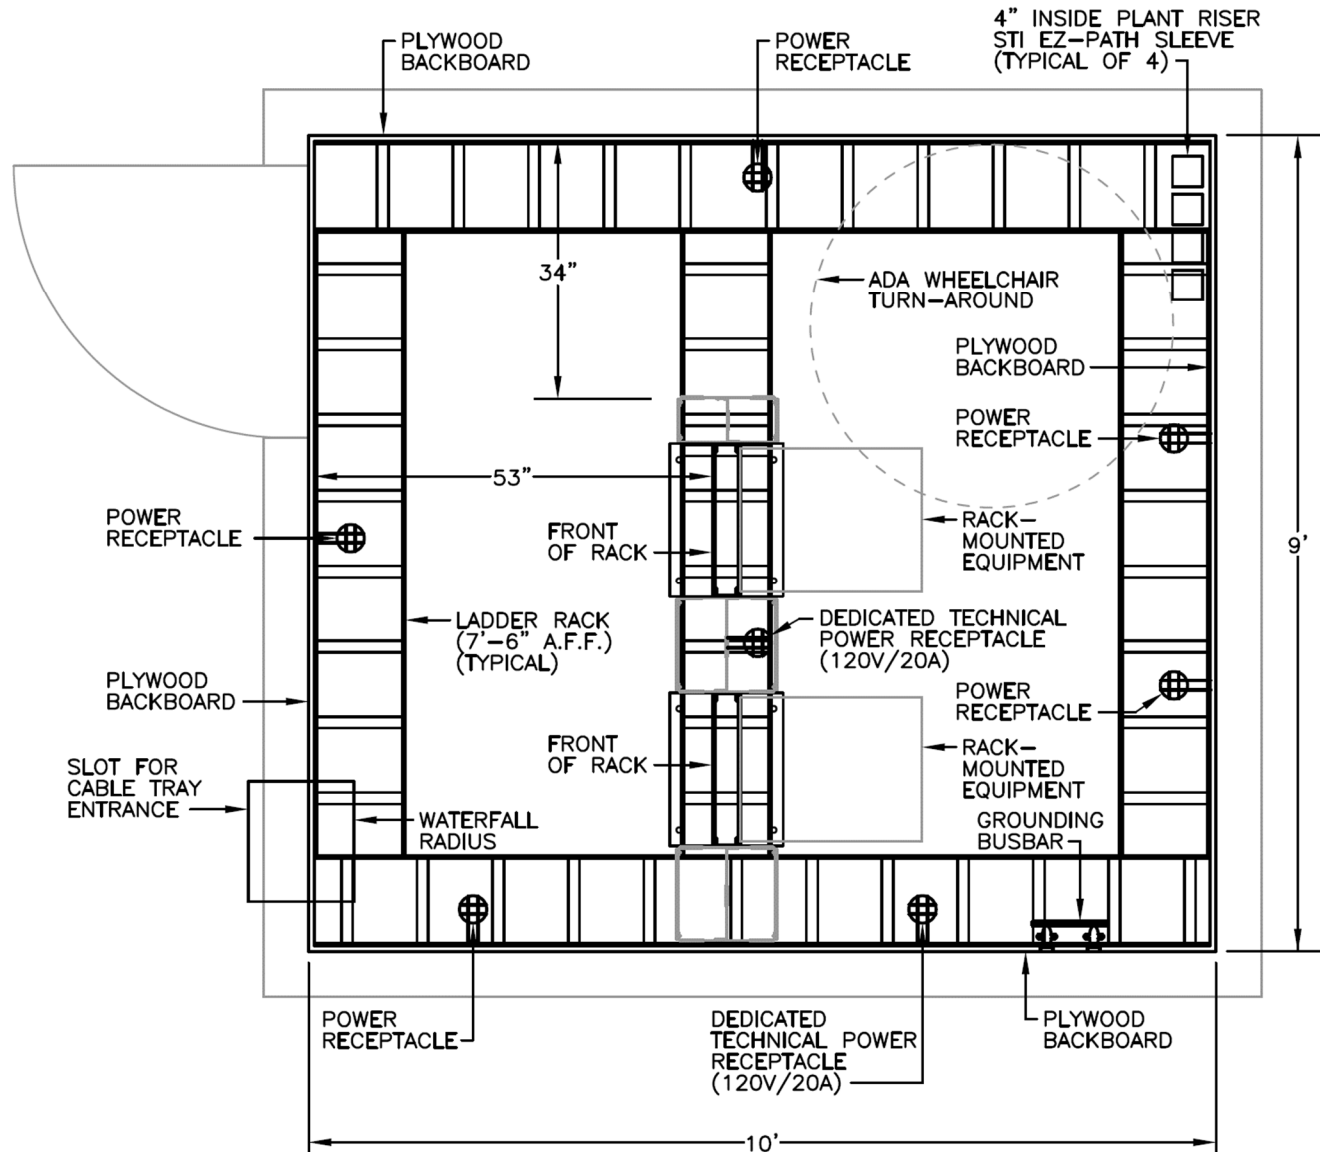 PLYWOOD
BACKBOARD
POWER
RECEPTACLE
4” INSIDE PLANT RISER
STI EZ–PATH SLEEVE
(TYPICAL OF 4)
34”
ADA WHEELCHAIR
TURN–AROUND
PLYWOOD
BACKBOARD
POWER
RECEPTACLE
53”
POWER
RECEPTACLE
FRONT
OF RACK
RACK–
MOUNTED
EQUIPMENT
9’
LADDER RACK
(7’–6” A.F.F.)
(TYPICAL)
DEDICATED TECHNICAL
POWER RECEPTACLE
(120V/20A)
PLYWOOD
BACKBOARD
POWER
RECEPTACLE
FRONT
OF RACK
RACK–
MOUNTED
EQUIPMENT
SLOT FOR
CABLE TRAY
ENTRANCE
WATERFALL
RADIUS
GROUNDING
BUSBAR
POWER
RECEPTACLE
DEDICATED
TECHNICAL POWER
RECEPTACLE
(120V/20A)
PLYWOOD
BACKBOARD
10’